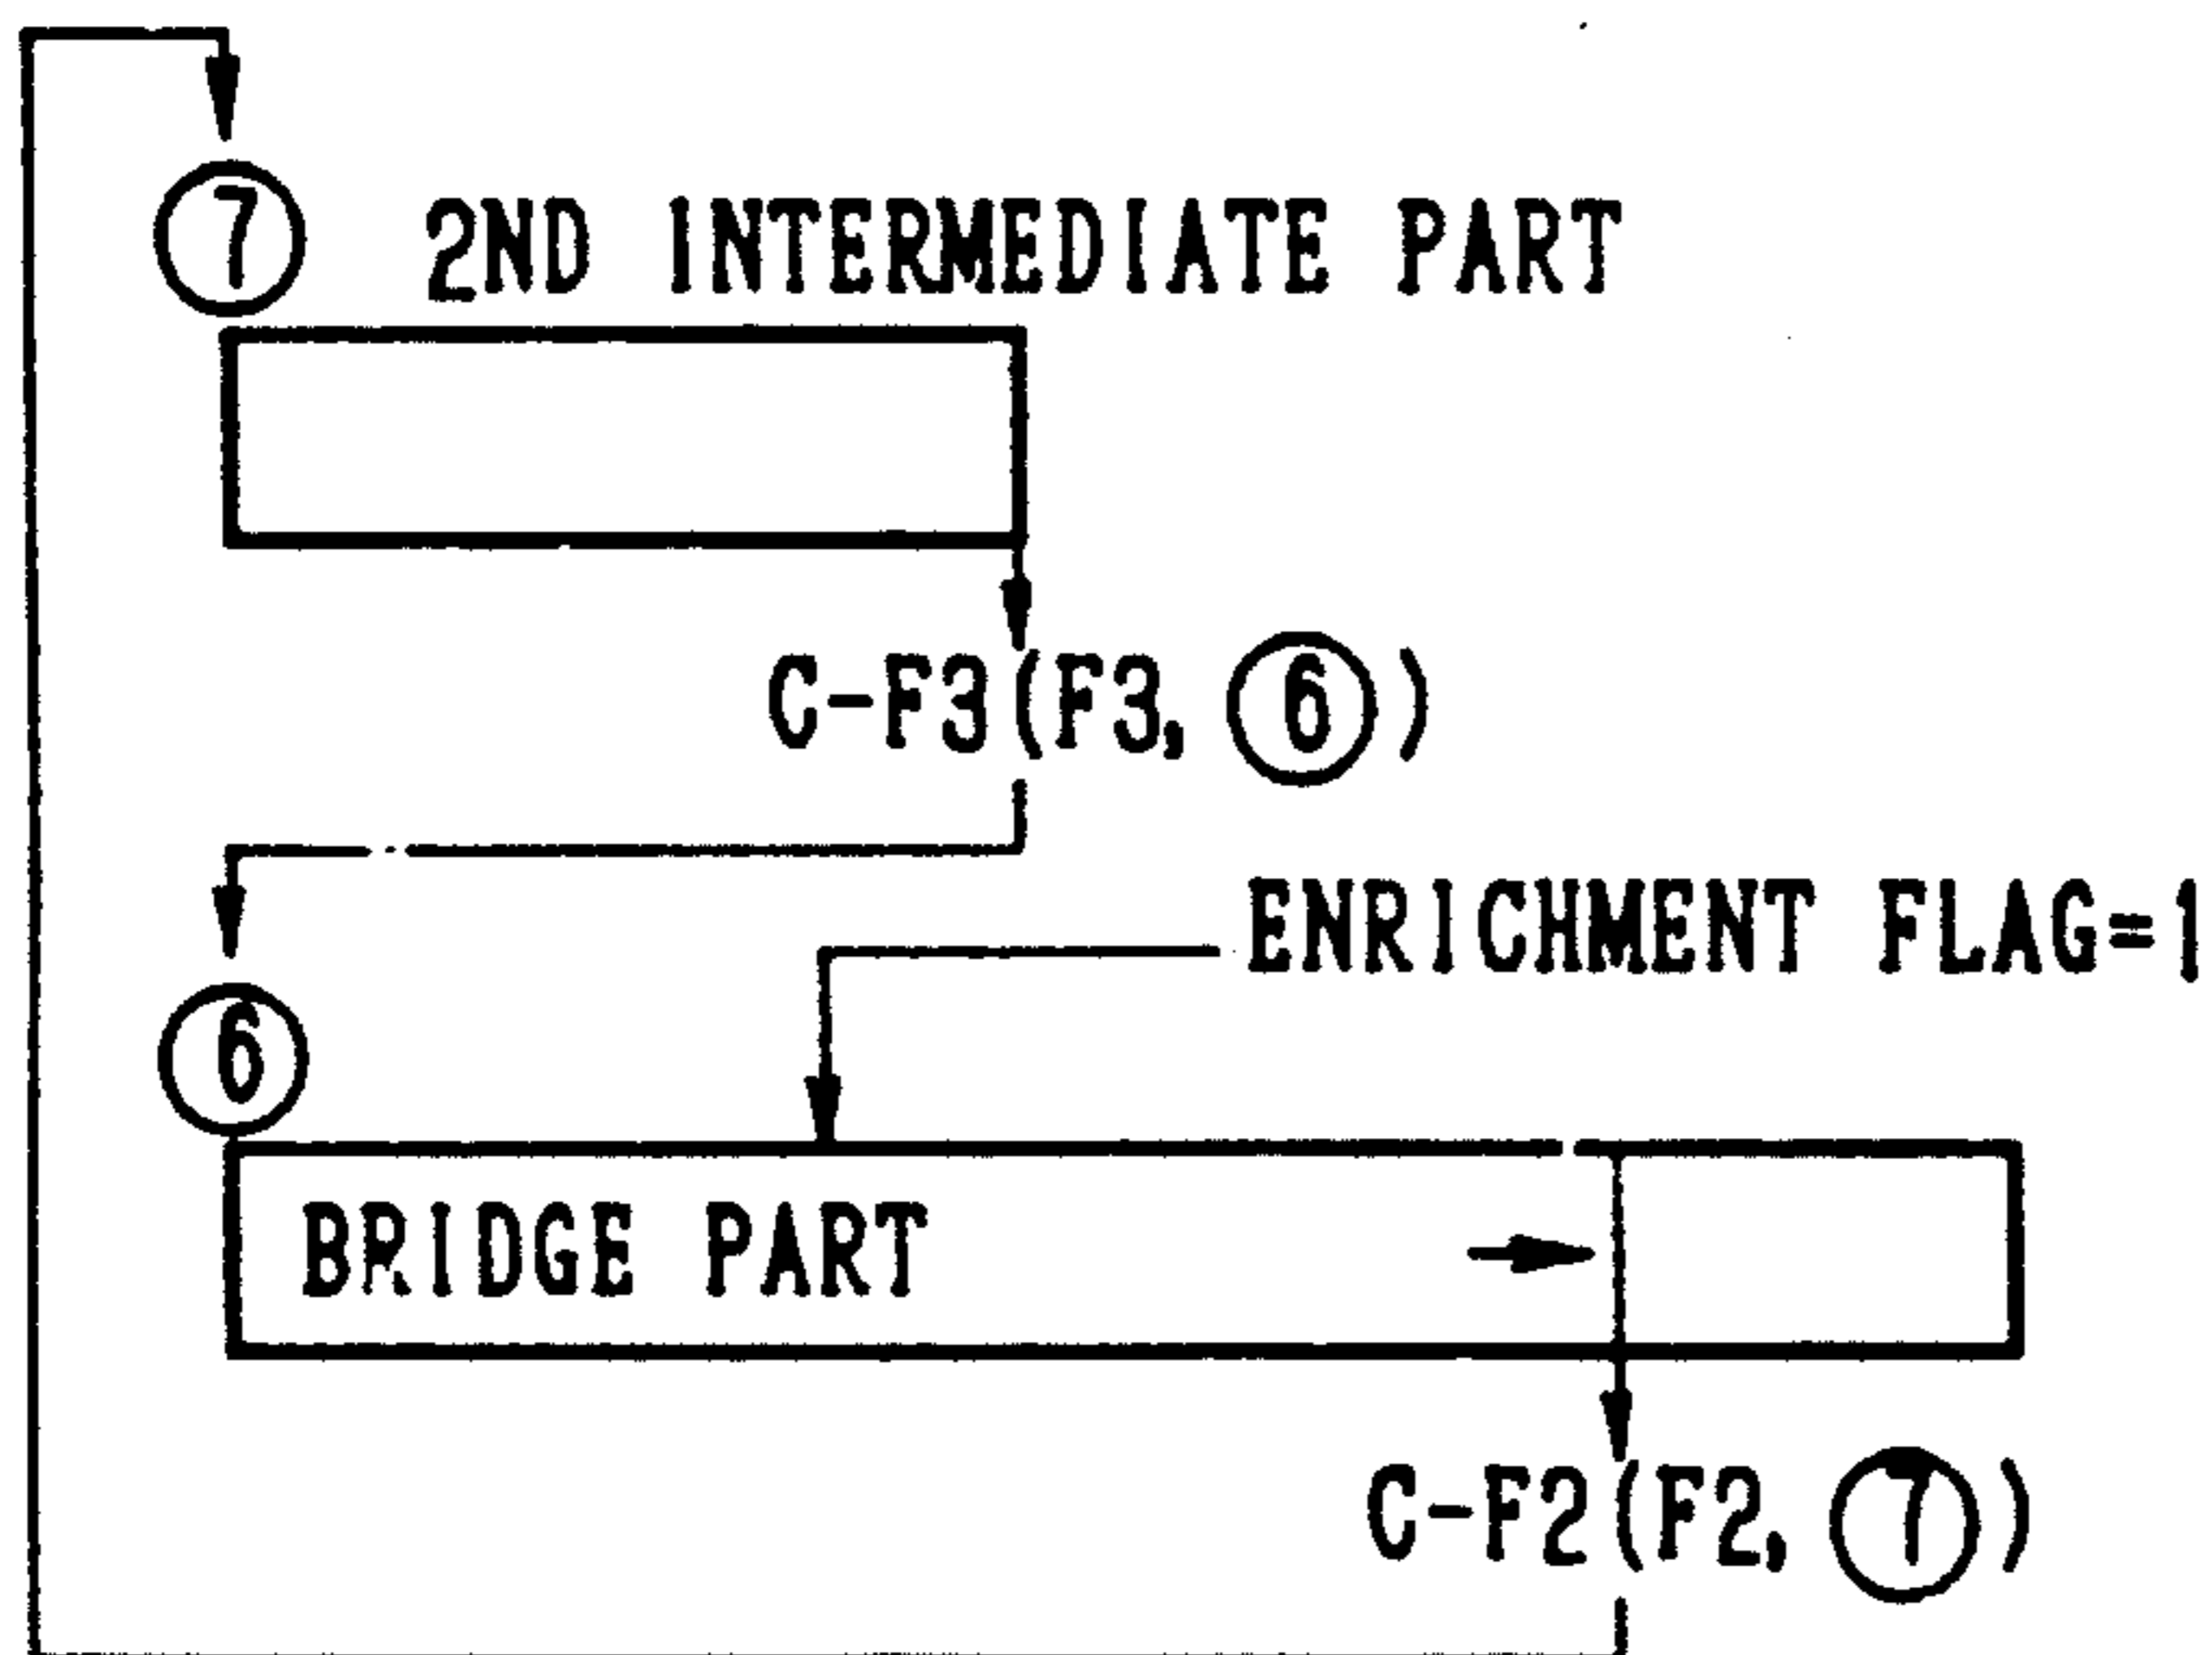 ⑦ 2ND INTERMEDIATE PART
C-F3(F3, ⑥)
ENRICHMENT FLAG=1
⑥
BRIDGE PART
C-F2(F2, ⑦)